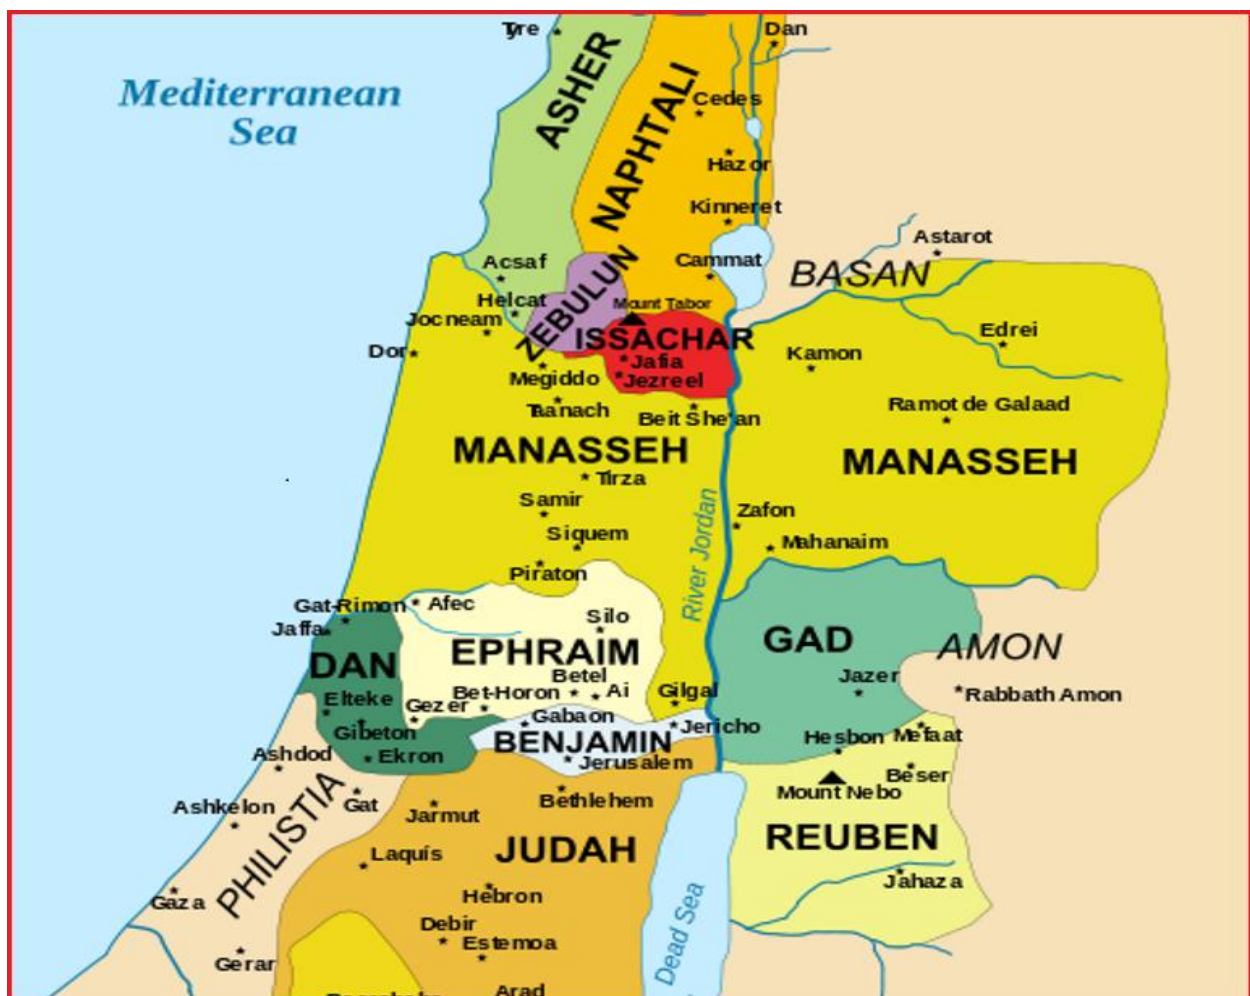 Tyre
Dan
ASHER
NAPHTALI
Mediterranean
Sea
Cedes
Hazor
Kinneret
Astarot
Acsaf
Cammat
BASAN
ZEBULUN
Helcat
Mount Tabor
Jocneam
ISSACHAR
Edrei
Dor
Jafia
Kamon
Megiddo
Jezreel
Taanach
Beit She'an
Ramot de Galaad
MANASSEH
MANASSEH
Tirza
Samir
Zafon
Siquem
River Jordan
Mahanaim
Piraton
Gat-Rimon
Afec
Jaffa
Silo
DAN
EPHRAIM
GAD
AMON
Betel
Jazer
Elteke
Bet-Horon
Ai
Gilgal
Rabbath Amon
Gezer
Gabaon
Jericho
Gibeton
BENJAMIN
Hesbon
Mefaat
Ashdod
Ekron
Jerusalem
Beser
Mount Nebo
Ashkelon
Gat
Bethlehem
Jarmut
PHILISTIA
REUBEN
JUDAH
Laquís
Jahaza
Gaza
Hebron
Debir
Dead Sea
Estemoa
Gerar
Arad